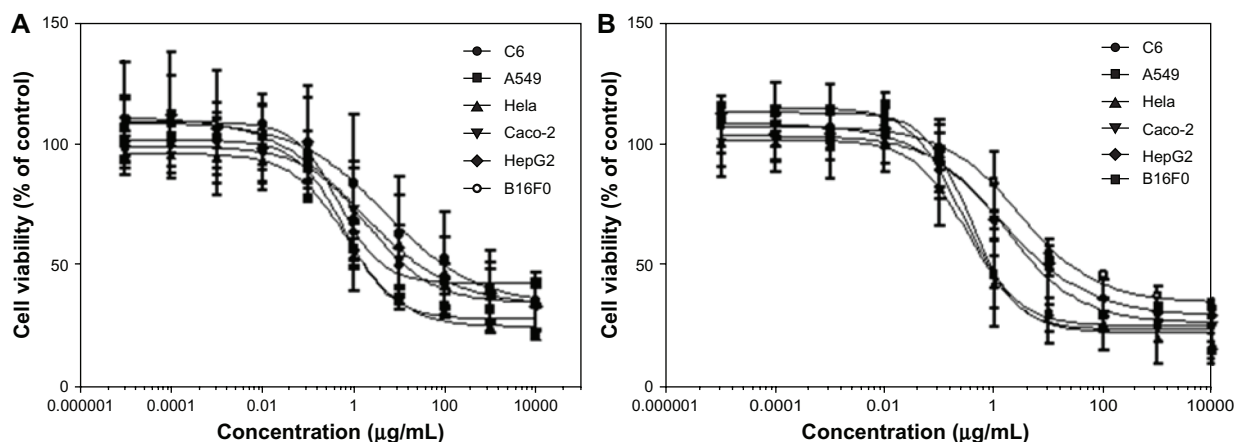 A
Cell viability (% of control)
150
100
50
0
C6
A549
Hela
Caco-2
HepG2
B16F0
0.000001
0.0001
0.01
1
100
10000
Concentration (µg/mL)
B
Cell viability (% of control)
150
100
50
0
C6
A549
Hela
Caco-2
HepG2
B16F0
0.000001
0.0001
0.01
1
100
10000
Concentration (µg/mL)